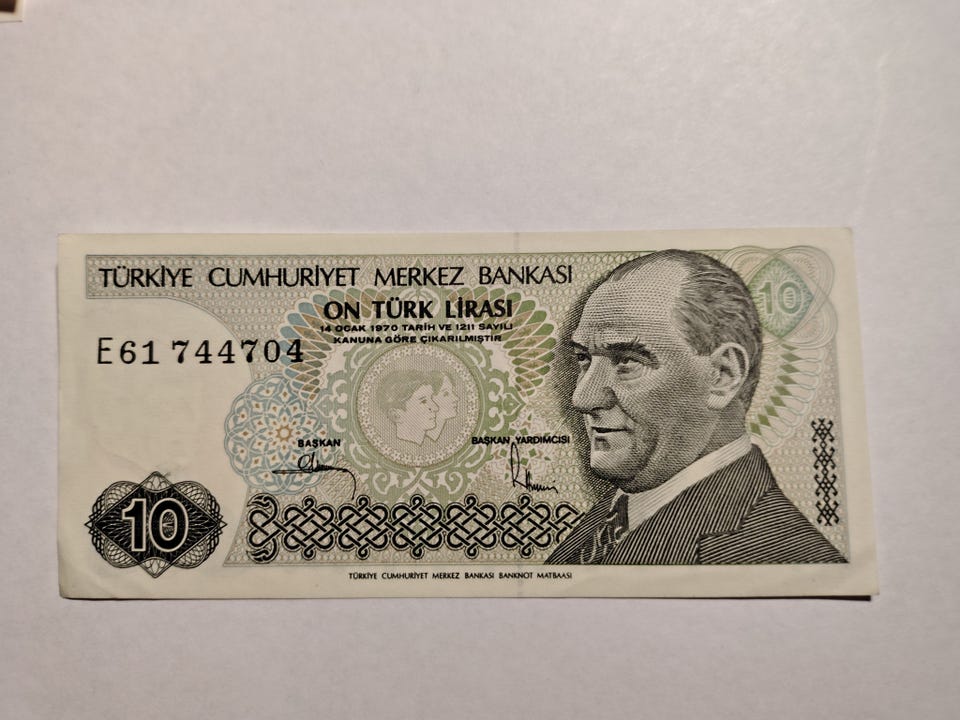 TÜRKİYE CUMHURİYET MERKEZ BANKASI
ON TÜRK LİRASI
14 OCAK 1970 TARİH VE 1211 SAYILI
KANUNA GÖRE ÇIKARILMIŞTIR
10
E61 744704
BAŞKAN
BAŞKAN YARDIMCISI
10
TÜRKİYE CUMHURİYET MERKEZ BANKASI BANKNOT MATBAASI